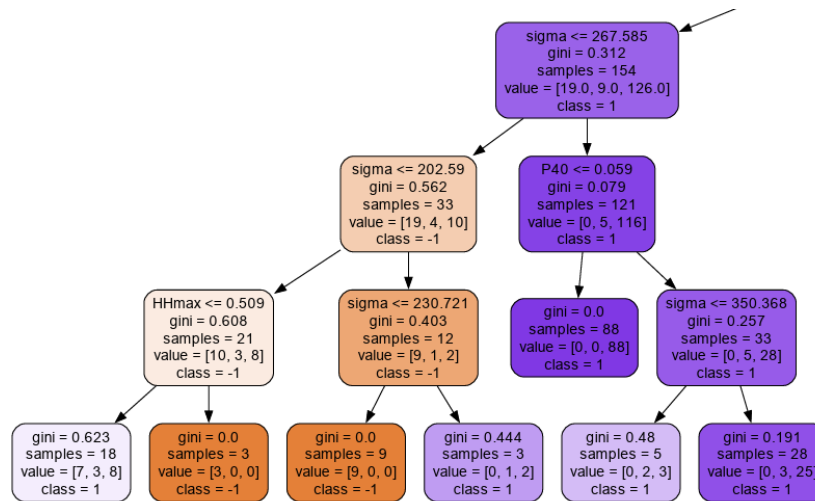 sigma <= 267.585
gini = 0.312
samples = 154
value = [19.0, 9.0, 126.0]
class = 1
sigma <= 202.59
gini = 0.562
samples = 33
value = [19, 4, 10]
class = -1
P40 <= 0.059
gini = 0.079
samples = 121
value = [0, 5, 116]
class = 1
HHmax <= 0.509
gini = 0.608
samples = 21
value = [10, 3, 8]
class = -1
sigma <= 230.721
gini = 0.403
samples = 12
value = [9, 1, 2]
class = -1
gini = 0.0
samples = 88
value = [0, 0, 88]
class = 1
sigma <= 350.368
gini = 0.257
samples = 33
value = [0, 5, 28]
class = 1
gini = 0.623
samples = 18
value = [7, 3, 8]
class = 1
gini = 0.0
samples = 3
value = [3, 0, 0]
class = -1
gini = 0.0
samples = 9
value = [9, 0, 0]
class = -1
gini = 0.444
samples = 3
value = [0, 1, 2]
class = 1
gini = 0.48
samples = 5
value = [0, 2, 3]
class = 1
gini = 0.191
samples = 28
value = [0, 3, 25]
class = 1